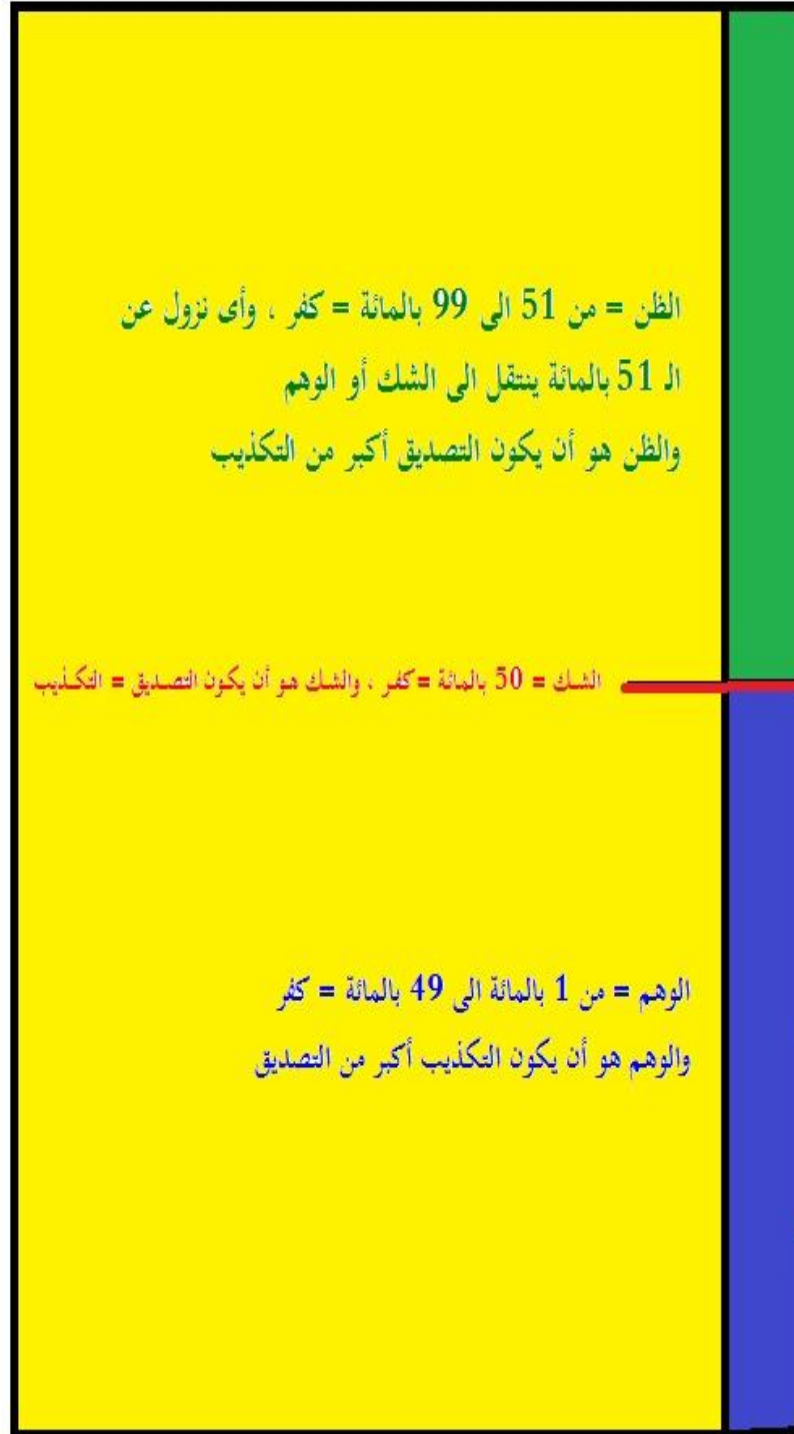 الظن = من 51 الى 99 بالمائة = كفر ، وأى نزول عن
الـ 51 بالمائة ينتقل الى الشك أو الوهم
والظن هو أن يكون التصديق أكبر من التكذيب
الشك = 50 بالمائة = كفر ، والشك هو أن يكون التصديق = التكذيب
الوهم = من 1 بالمائة الى 49 بالمائة = كفر
والوهم هو أن يكون التكذيب أكبر من التصديق